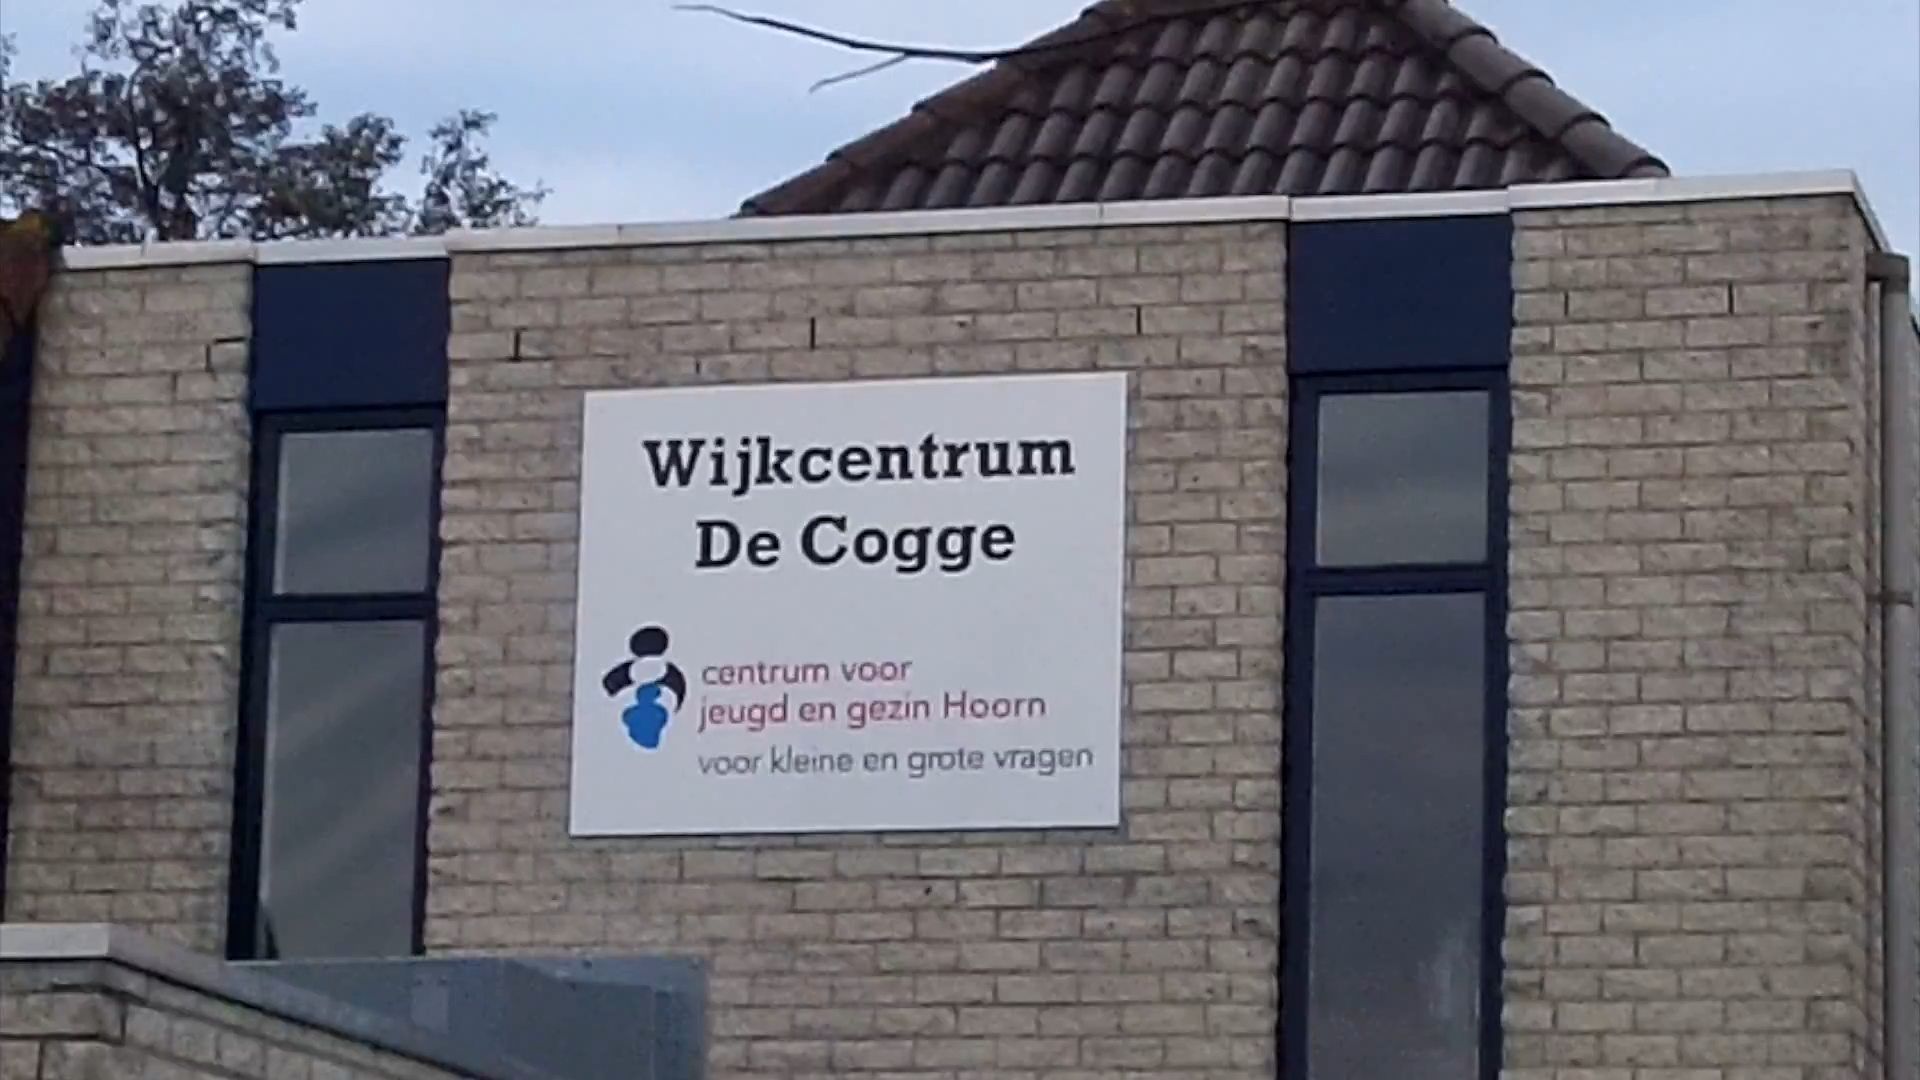 Wijkcentrum
De Cogge
centrum voor
jeugd en gezin Hoorn
voor kleine en grote vragen